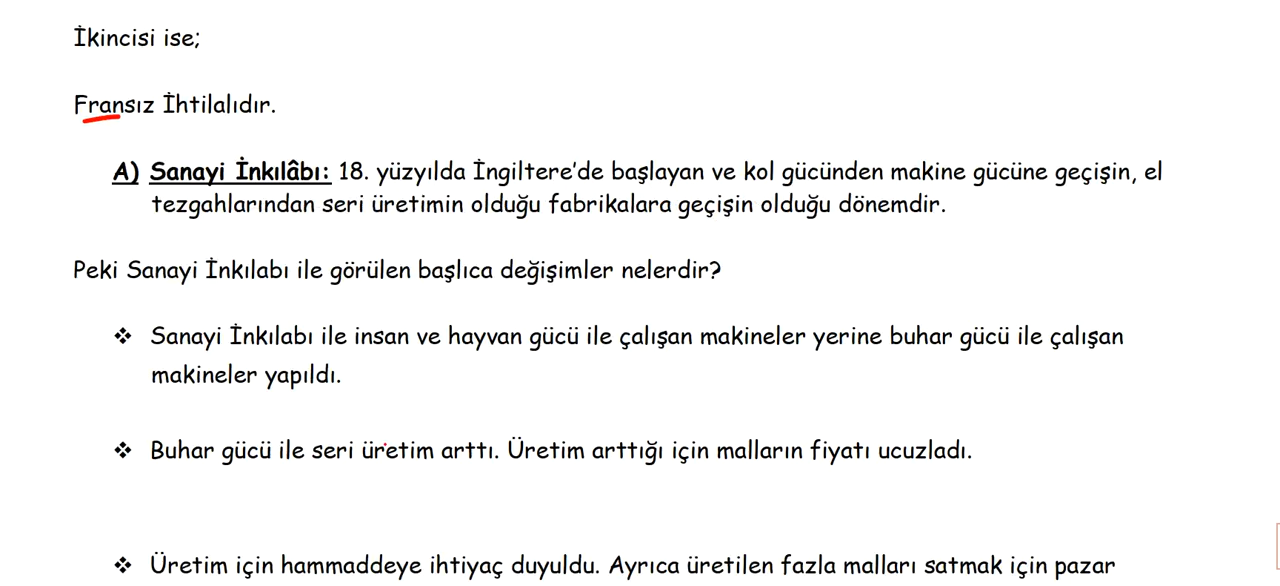 İkincisi ise;
Fransız İhtilalıdır.
A) Sanayi İnkılâbı: 18. yüzyılda İngiltere’de başlayan ve kol gücünden makine gücüne geçişin, el
tezgahlarından seri üretimin olduğu fabrikalara geçişin olduğu dönemdir.
Peki Sanayi İnkılabı ile görülen başlıca değişimler nelerdir?
❖ Sanayi İnkılabı ile insan ve hayvan gücü ile çalışan makineler yerine buhar gücü ile çalışan
makineler yapıldı.
❖ Buhar gücü ile seri üretim arttı. Üretim arttığı için malların fiyatı ucuzladı.
❖ Üretim için hammaddeye ihtiyaç duyuldu. Ayrıca üretilen fazla malları satmak için pazar